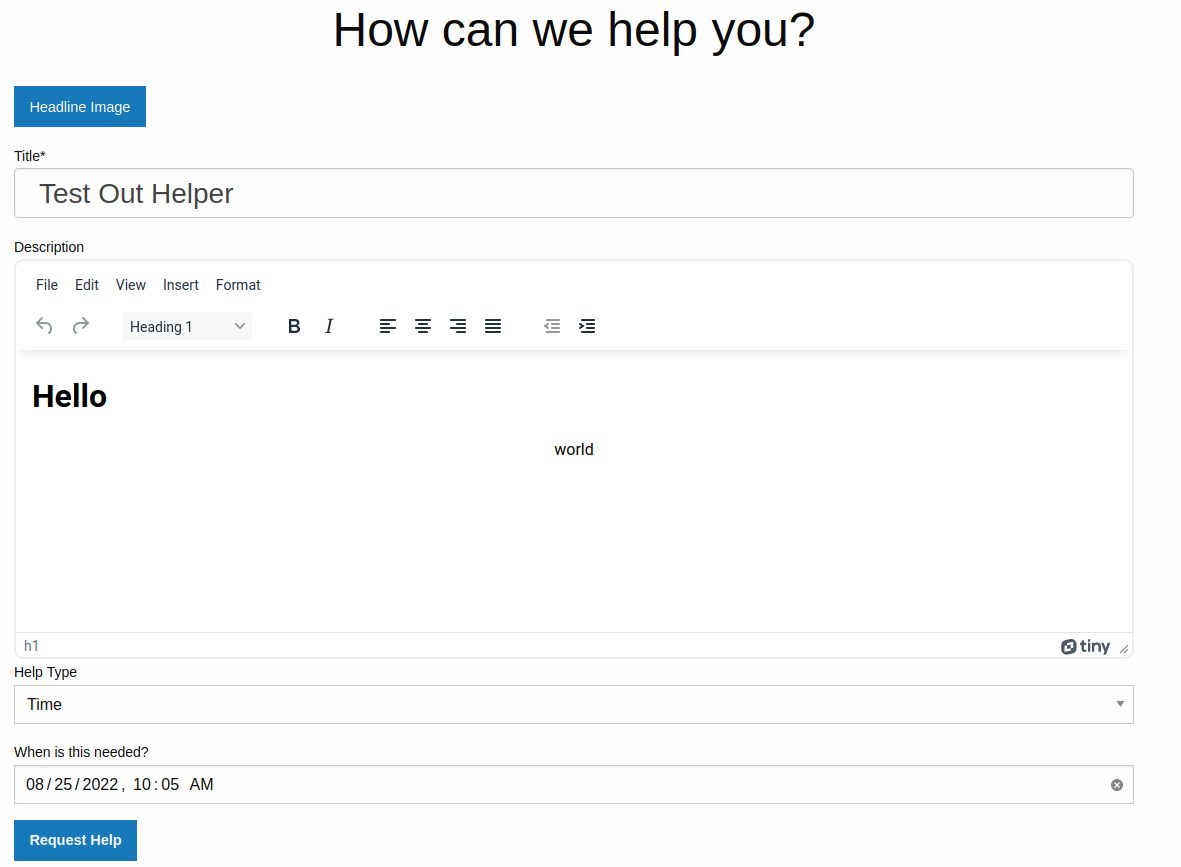 How can we help you?
Headline Image
Title*
Test Out Helper
Description
File Edit View Insert Format
Heading 1 B I
Hello
world
h1 tiny
Help Type
Time
When is this needed?
08/25/2022, 10:05 AM
Request Help